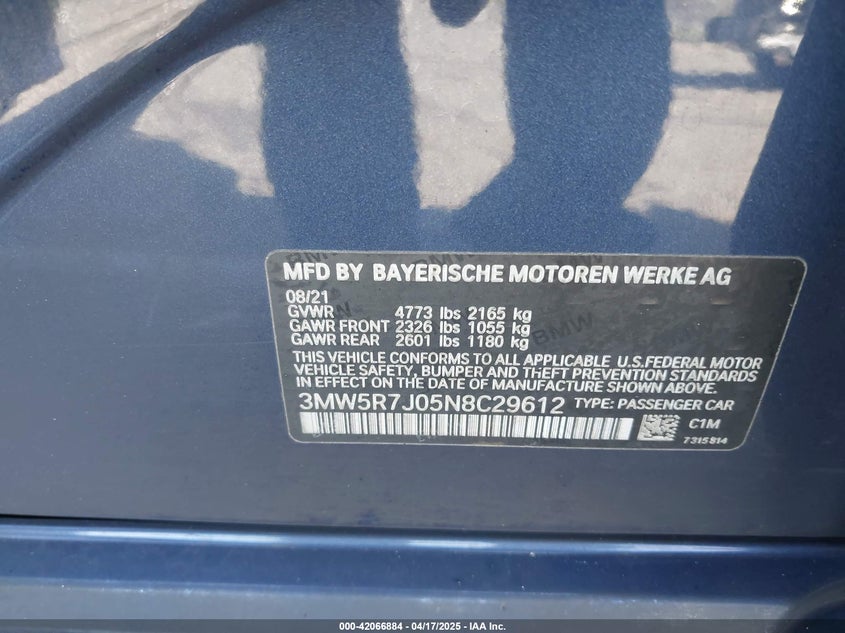 MFD BY BAYERISCHE MOTOREN WERKE AG
08/21
GVWR 4773 lbs 2165 kg
GAWR FRONT 2326 lbs 1055 kg
GAWR REAR 2601 lbs 1180 kg
THIS VEHICLE CONFORMS TO ALL APPLICABLE U.S.FEDERAL MOTOR
VEHICLE SAFETY, BUMPER AND THEFT PREVENTION STANDARDS
IN EFFECT ON THE DATE OF MANUFACTURE SHOWN ABOVE.
3MW5R7J05N8C29612 TYPE: PASSENGER CAR
C1M
7315814
BMW
000-42066884 / 04/17/2025 - IAA Inc.